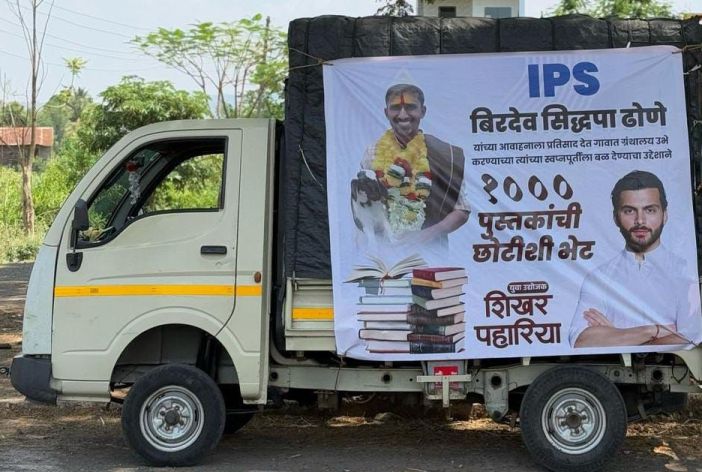 IPS
बिरदेव सिद्धपा ढोणे
यांच्या आवाहनाला प्रतिसाद देत गावात ग्रंथालय उभे
करण्याच्या त्यांच्या स्वप्नपूर्तीला बळ देण्याचा उद्देशाने
१०००
पुस्तकांची
छोटीशी भेट
युवा उद्योजक
शिखर
पहारिया